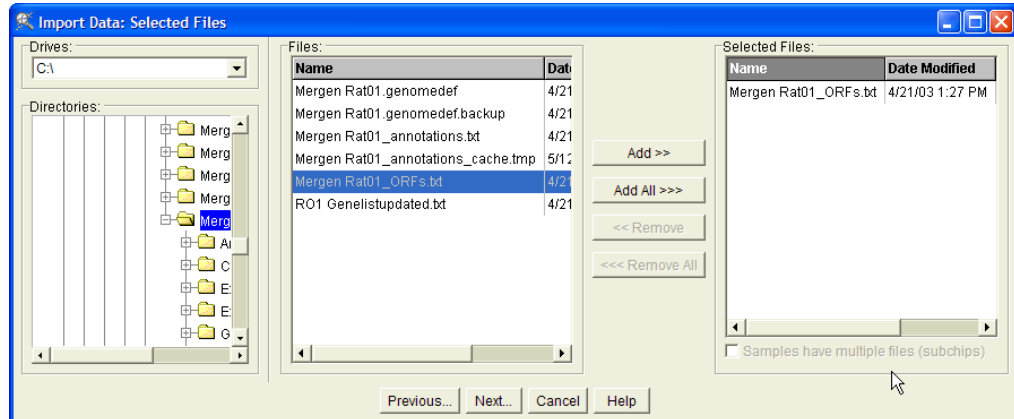 Import Data: Selected Files
Drives:
C:\
Directories:
Merg
Merg
Merg
Merg
Merg
C
E
E
G
Files:
Name Date
Mergen Rat01.genomedef 4/21
Mergen Rat01.genomedef.backup 4/21
Mergen Rat01_annotations.txt 4/21
Mergen Rat01_annotations_cache.tmp 5/12
Mergen Rat01_ORFs.txt 4/21
RO1 Genelistupdated.txt 4/21
Add >>
Add All >>>
<< Remove
<<< Remove All
Selected Files:
Name Date Modified
Mergen Rat01_ORFs.txt 4/21/03 1:27 PM
Samples have multiple files (subchips)
Previous... Next... Cancel Help